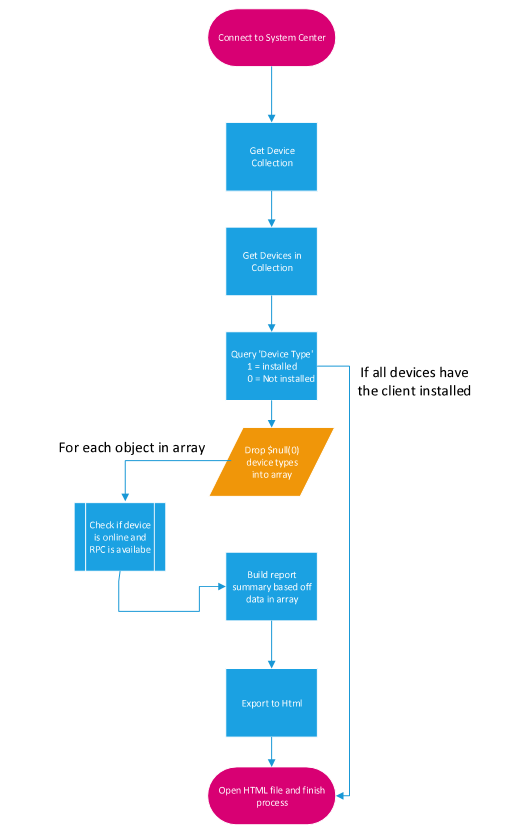 Connect to System Center
Get Device
Collection
Get Devices in
Collection
Query 'Device Type'
1 = installed
0 = Not installed
If all devices have
the client installed
Drop $null(0)
device types
into array
For each object in array
Check if device
is online and
RPC is availabe
Build report
summary based off
data in array
Export to Html
Open HTML file and finish
process